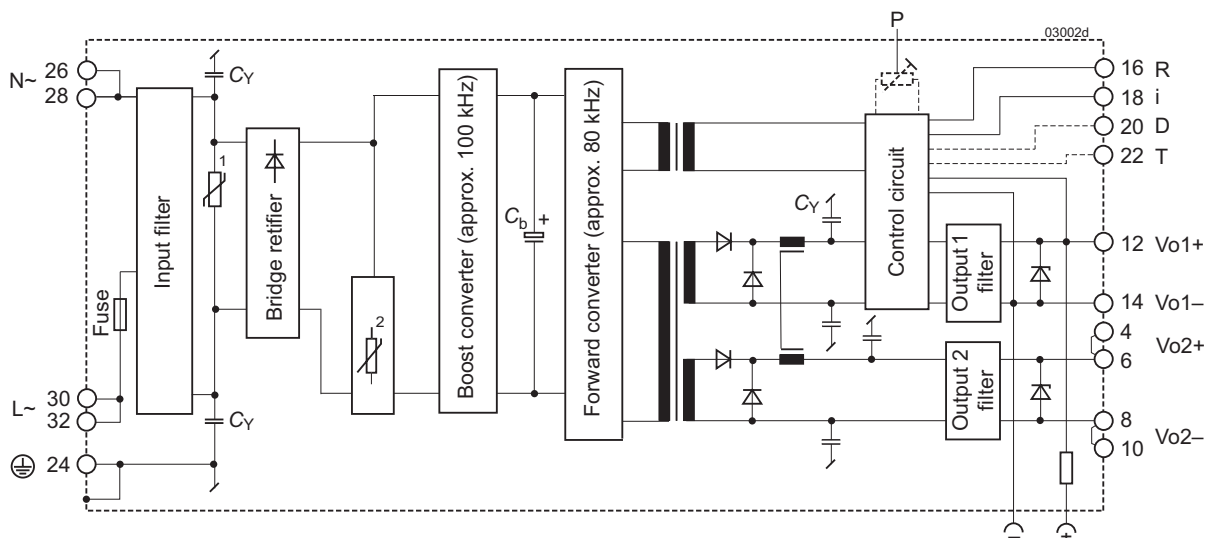 P
03002d
N~ 26
28
CY
16 R
18 i
20 D
22 T
Input filter
1
Bridge retifier
2
Boost converter (approx. 100 kHz)
Cb +
Forward converter (approx. 80 kHz)
Control circuit
CY
Output 1 filter
12 Vo1+
14 Vo1–
4
Vo2+
6
Output 2 filter
8
Vo2–
10
Fuse
30
L~
32
CY
24
– +